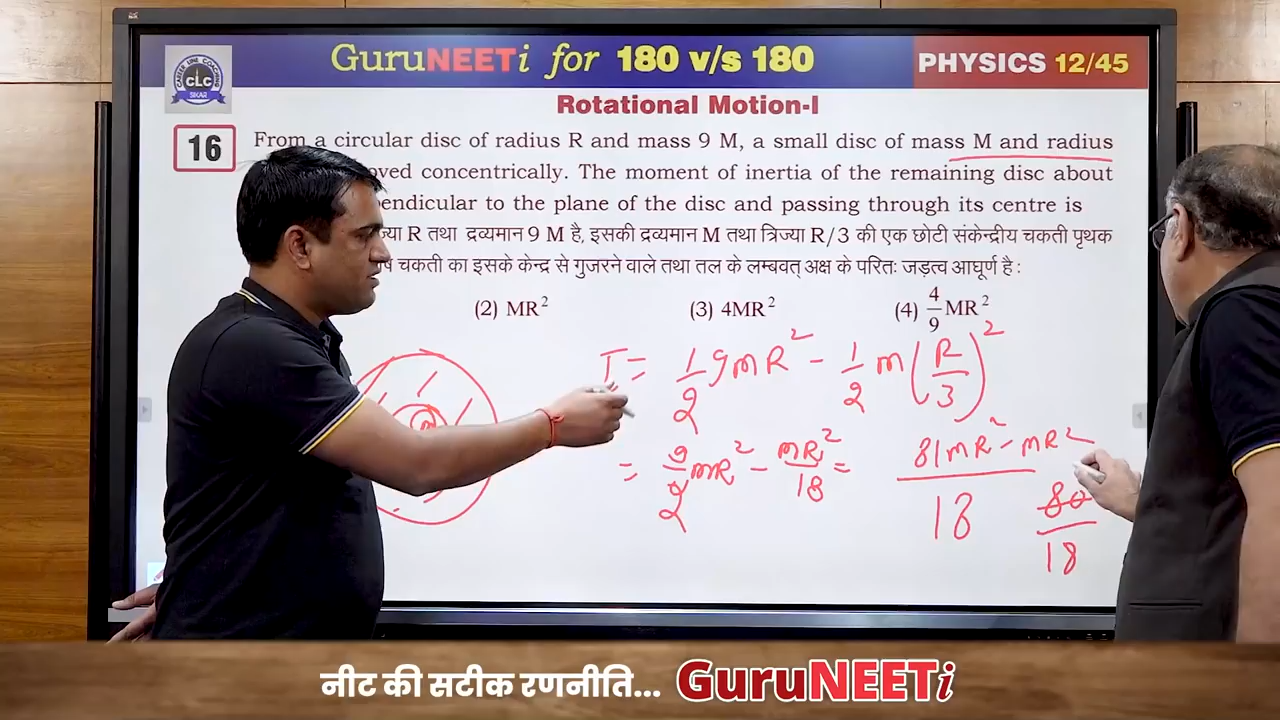 CAREER LINE COACHING
CLC
SIKAR
GuruNEETi for 180 v/s 180
PHYSICS 12/45
Rotational Motion-I
16
From a circular disc of radius R and mass 9 M, a small disc of mass M and radius
oved concentrically. The moment of inertia of the remaining disc about
pendicular to the plane of the disc and passing through its centre is
ज्या R तथा द्रव्यमान 9 M है, इसकी द्रव्यमान M तथा त्रिज्या R/3 की एक छोटी संकेन्द्रीय चकती पृथक
चकती का इसके केन्द्र से गुजरने वाले तथा तल के लम्बवत् अक्ष के परितः जड़त्व आघूर्ण है :
(2) MR² (3) 4MR² (4) 4/9 MR²
I = 1/2 9mR² - 1/2 m(R/3)²
= 9/2 mR² - mR²/18 = 81mR² - mR²/18
80/18
नीट की सटीक रणनीति... GuruNEETi